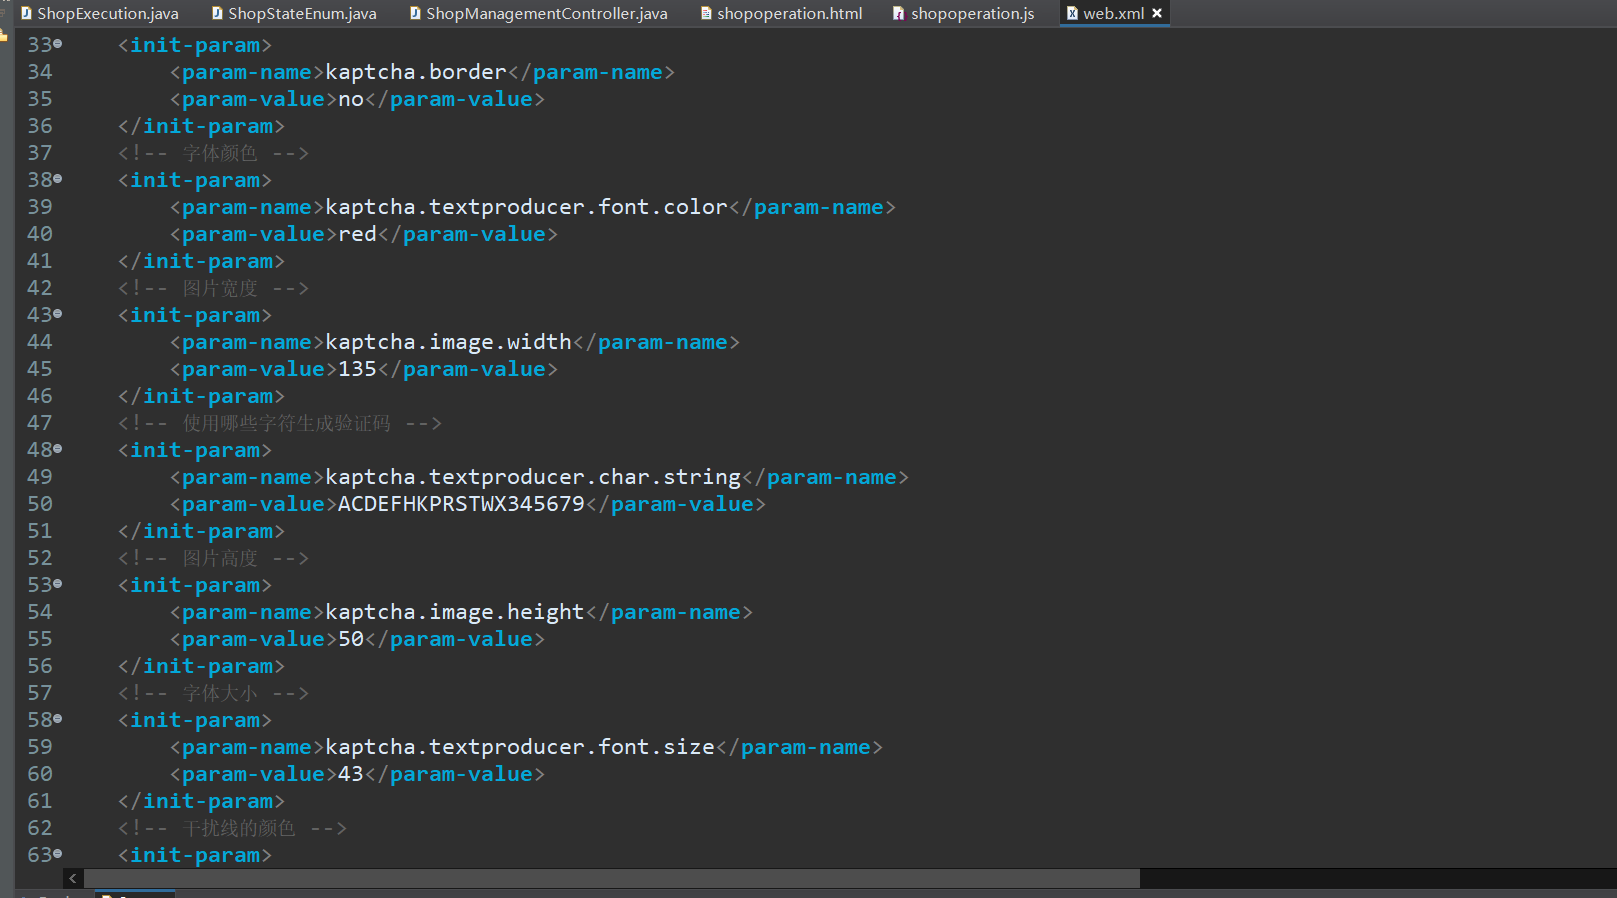 ShopExecution.java ShopStateEnum.java ShopManagementController.java shopoperation.html shopoperation.js web.xml
33 <init-param>
34 <param-name>kaptcha.border</param-name>
35 <param-value>no</param-value>
36 </init-param>
37 <!-- 字体颜色 -->
38 <init-param>
39 <param-name>kaptcha.textproducer.font.color</param-name>
40 <param-value>red</param-value>
41 </init-param>
42 <!-- 图片宽度 -->
43 <init-param>
44 <param-name>kaptcha.image.width</param-name>
45 <param-value>135</param-value>
46 </init-param>
47 <!-- 使用哪些字符生成验证码 -->
48 <init-param>
49 <param-name>kaptcha.textproducer.char.string</param-name>
50 <param-value>ACDEFHKPRSTWX345679</param-value>
51 </init-param>
52 <!-- 图片高度 -->
53 <init-param>
54 <param-name>kaptcha.image.height</param-name>
55 <param-value>50</param-value>
56 </init-param>
57 <!-- 字体大小 -->
58 <init-param>
59 <param-name>kaptcha.textproducer.font.size</param-name>
60 <param-value>43</param-value>
61 </init-param>
62 <!-- 干扰线的颜色 -->
63 <init-param>